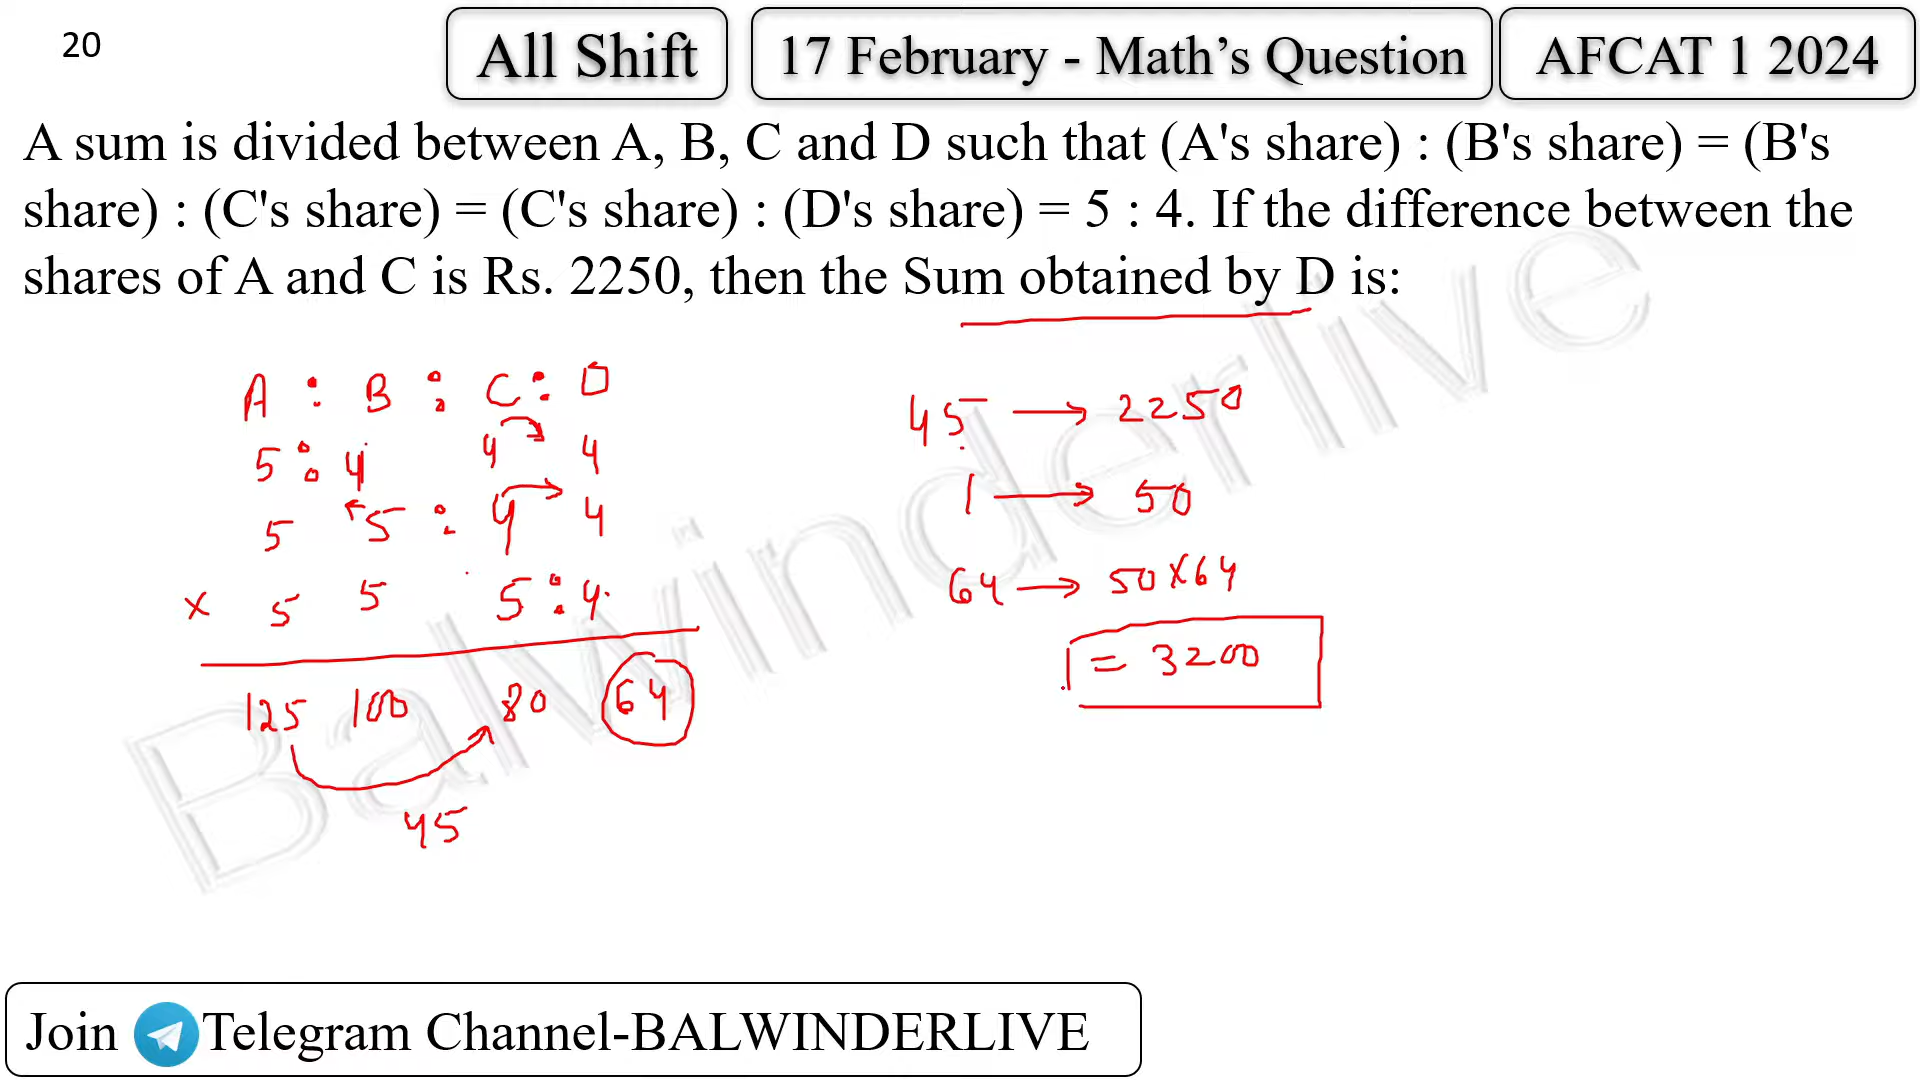 20
All Shift
17 February - Math’s Question
AFCAT 1 2024
A sum is divided between A, B, C and D such that (A's share) : (B's share) = (B's
share) : (C's share) = (C's share) : (D's share) = 5 : 4. If the difference between the
shares of A and C is Rs. 2250, then the Sum obtained by D is:
A : B : C : D
5 : 4 4 4
5 5 : 4 4
× 5 5 5 : 4
125 100 80 64
45
45 → 2250
1 → 50
64 → 50×64
= 3200
Balwinderlive
Join Telegram Channel-BALWINDERLIVE